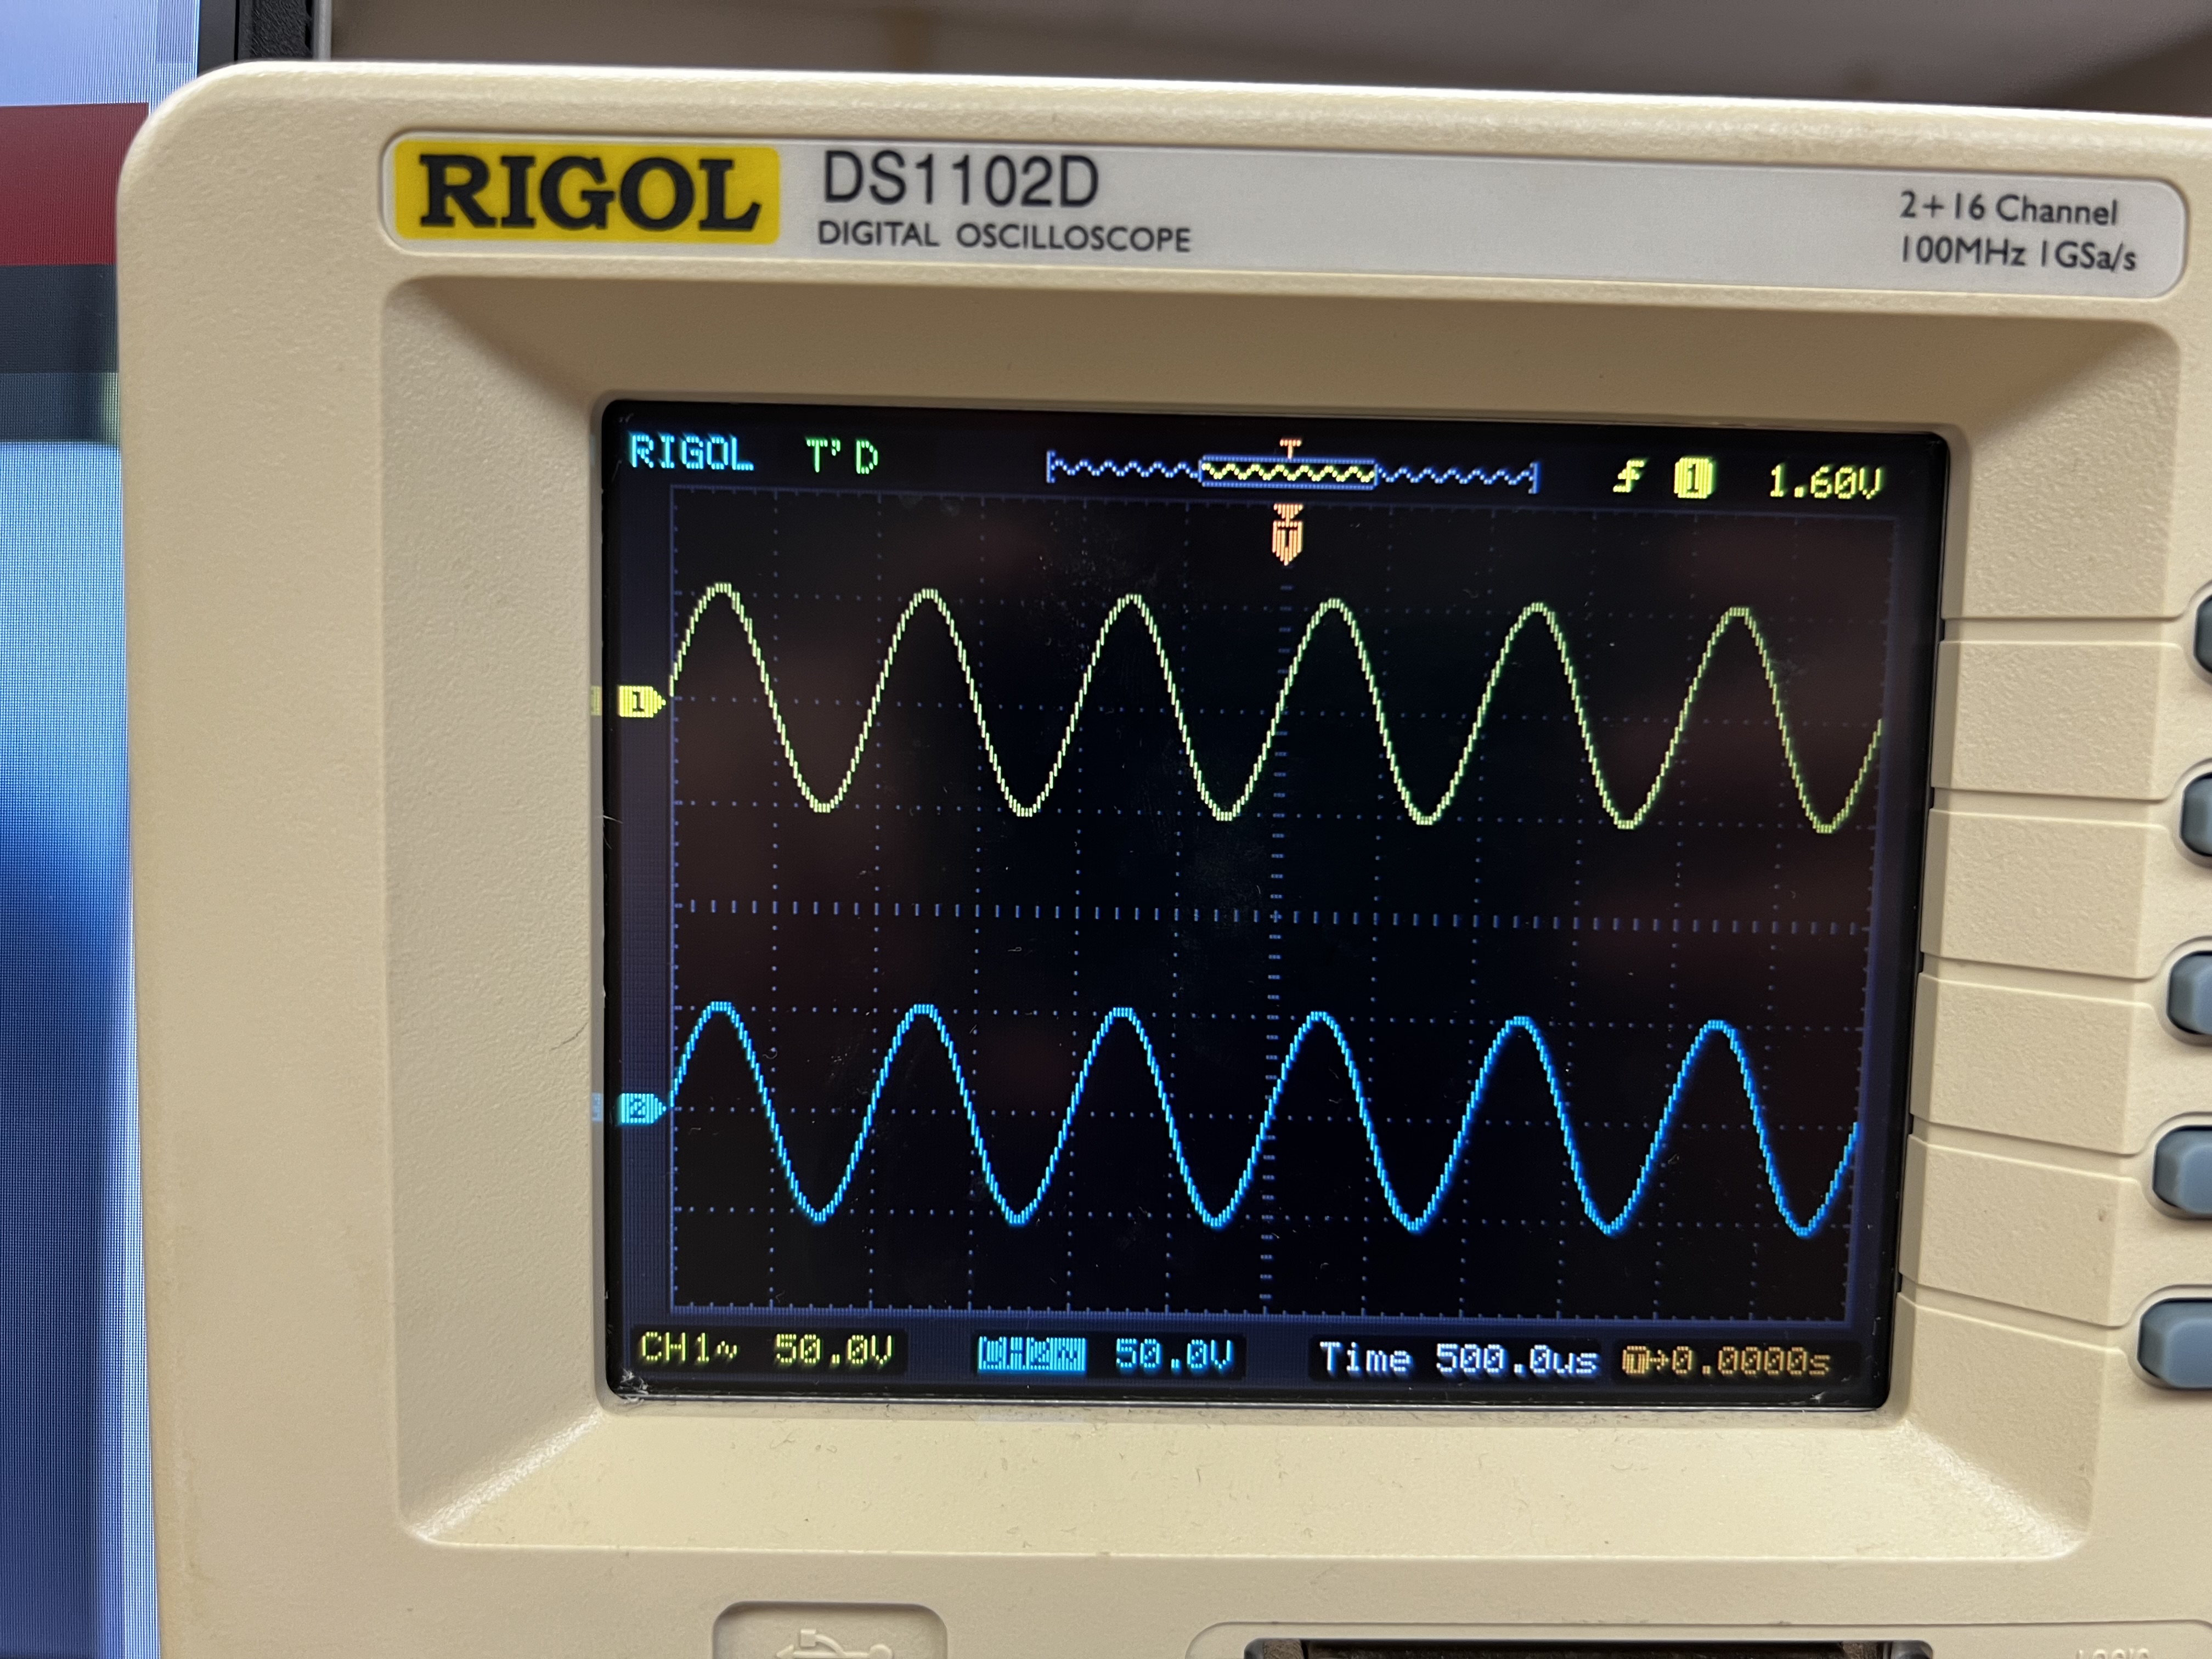 RIGOL DS1102D
DIGITAL OSCILLOSCOPE
2+16 Channel
100MHz 1GSa/s
RIGOL T'D T 1 1.60V
T
1
2
CH1~ 50.0V CH2~ 50.0V Time 500.0us T→0.0000s